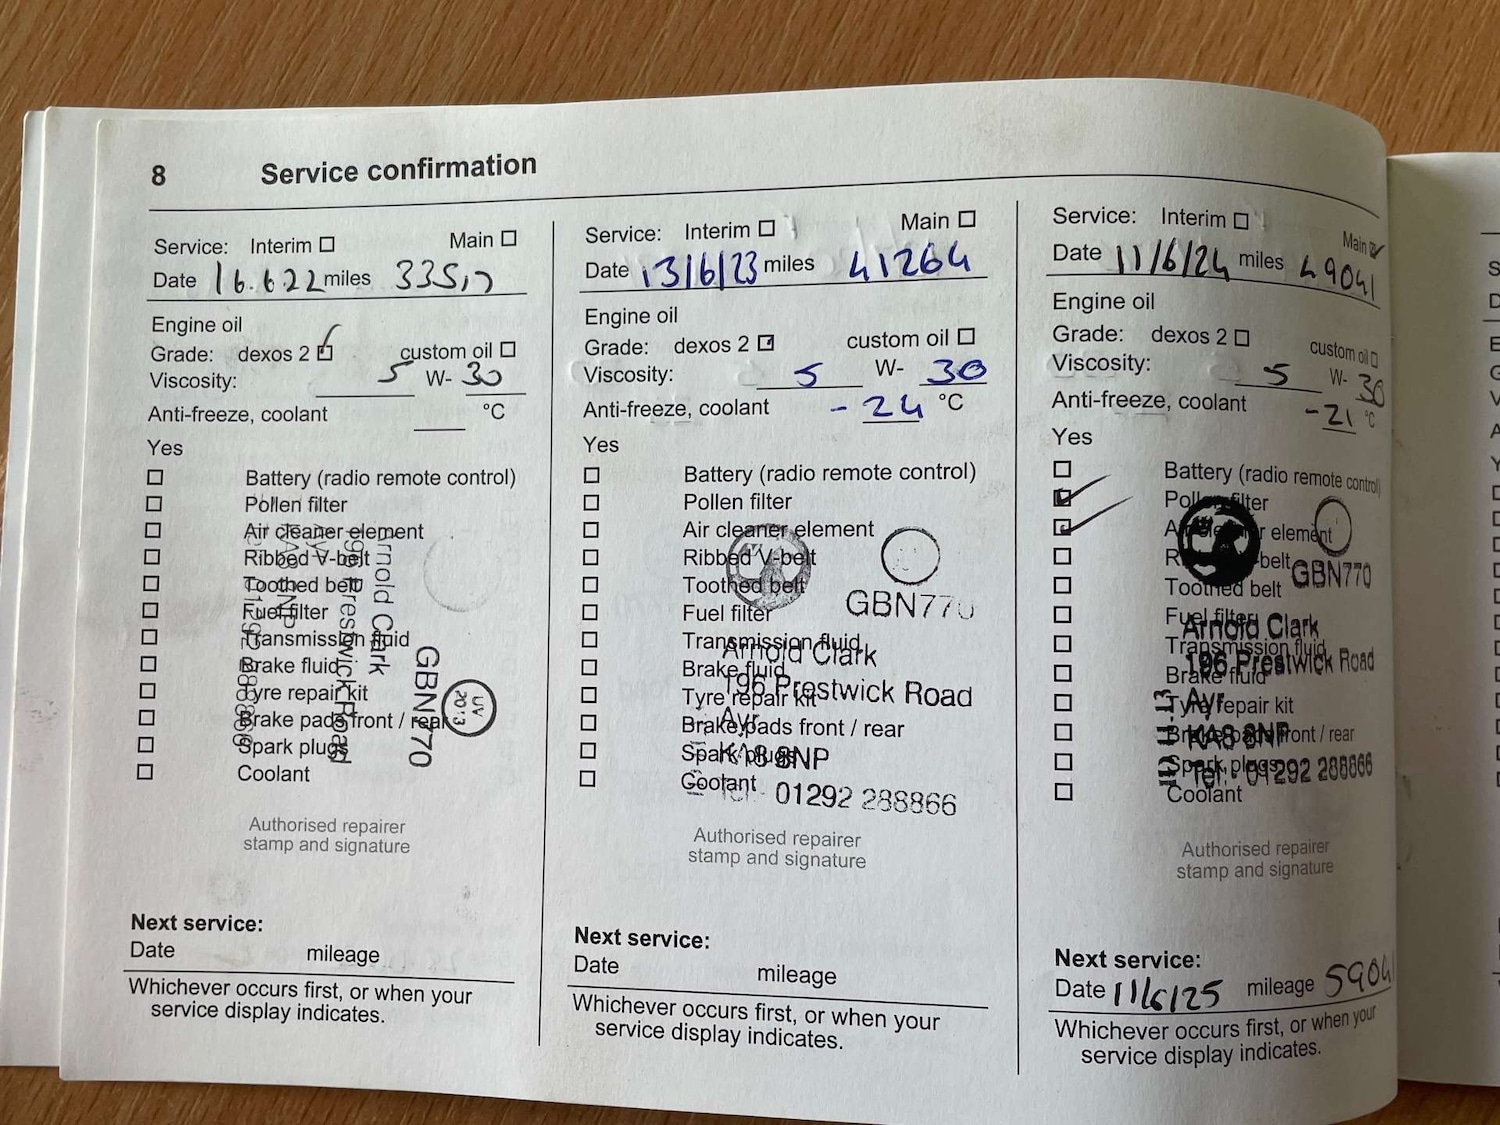 8 Service confirmation
Service: Interim Main
Date 16.6.22 miles
Engine oil
Grade: dexos 2 custom oil
Viscosity: 5 W- 30
Anti-freeze, coolant °C
Yes
Battery (radio remote control)
Pollen filter
Air cleaner element
Ribbed V-belt
Toothed belt
Fuel filter
Transmission fluid
Brake fluid
Tyre repair kit
Brake pads front / rear
Spark plugs
Coolant
Arnold Clark
196 Prestwick Road
GBN770
Authorised repairer
stamp and signature
Next service:
Date mileage
Whichever occurs first, or when your
service display indicates.
Service: Interim Main
Date 13/6/23 miles 41264
Engine oil
Grade: dexos 2 custom oil
Viscosity: 5 W- 30
Anti-freeze, coolant -24 °C
Yes
Battery (radio remote control)
Pollen filter
Air cleaner element
Ribbed V-belt
Toothed belt
Fuel filter
Transmission fluid
Brake fluid
Tyre repair kit
Brake pads front / rear
Spark plugs
Coolant
GBN770
Arnold Clark
196 Prestwick Road
Ayr
KA8 8NP
Tel : 01292 288866
Authorised repairer
stamp and signature
Next service:
Date mileage
Whichever occurs first, or when your
service display indicates.
Service: Interim Main
Date 11/6/24 miles 49041
Engine oil
Grade: dexos 2 custom oil
Viscosity: 5 W- 30
Anti-freeze, coolant -21 °C
Yes
Battery (radio remote control)
Pollen filter
Air cleaner element
Ribbed V-belt
Toothed belt
Fuel filter
Transmission fluid
Brake fluid
Tyre repair kit
Brake pads front / rear
Spark plugs
Coolant
GBN770
Arnold Clark
196 Prestwick Road
Ayr
KA8 8NP
Tel : 01292 288866
Authorised repairer
stamp and signature
Next service:
Date 11/6/25 mileage 59041
Whichever occurs first, or when your
service display indicates.